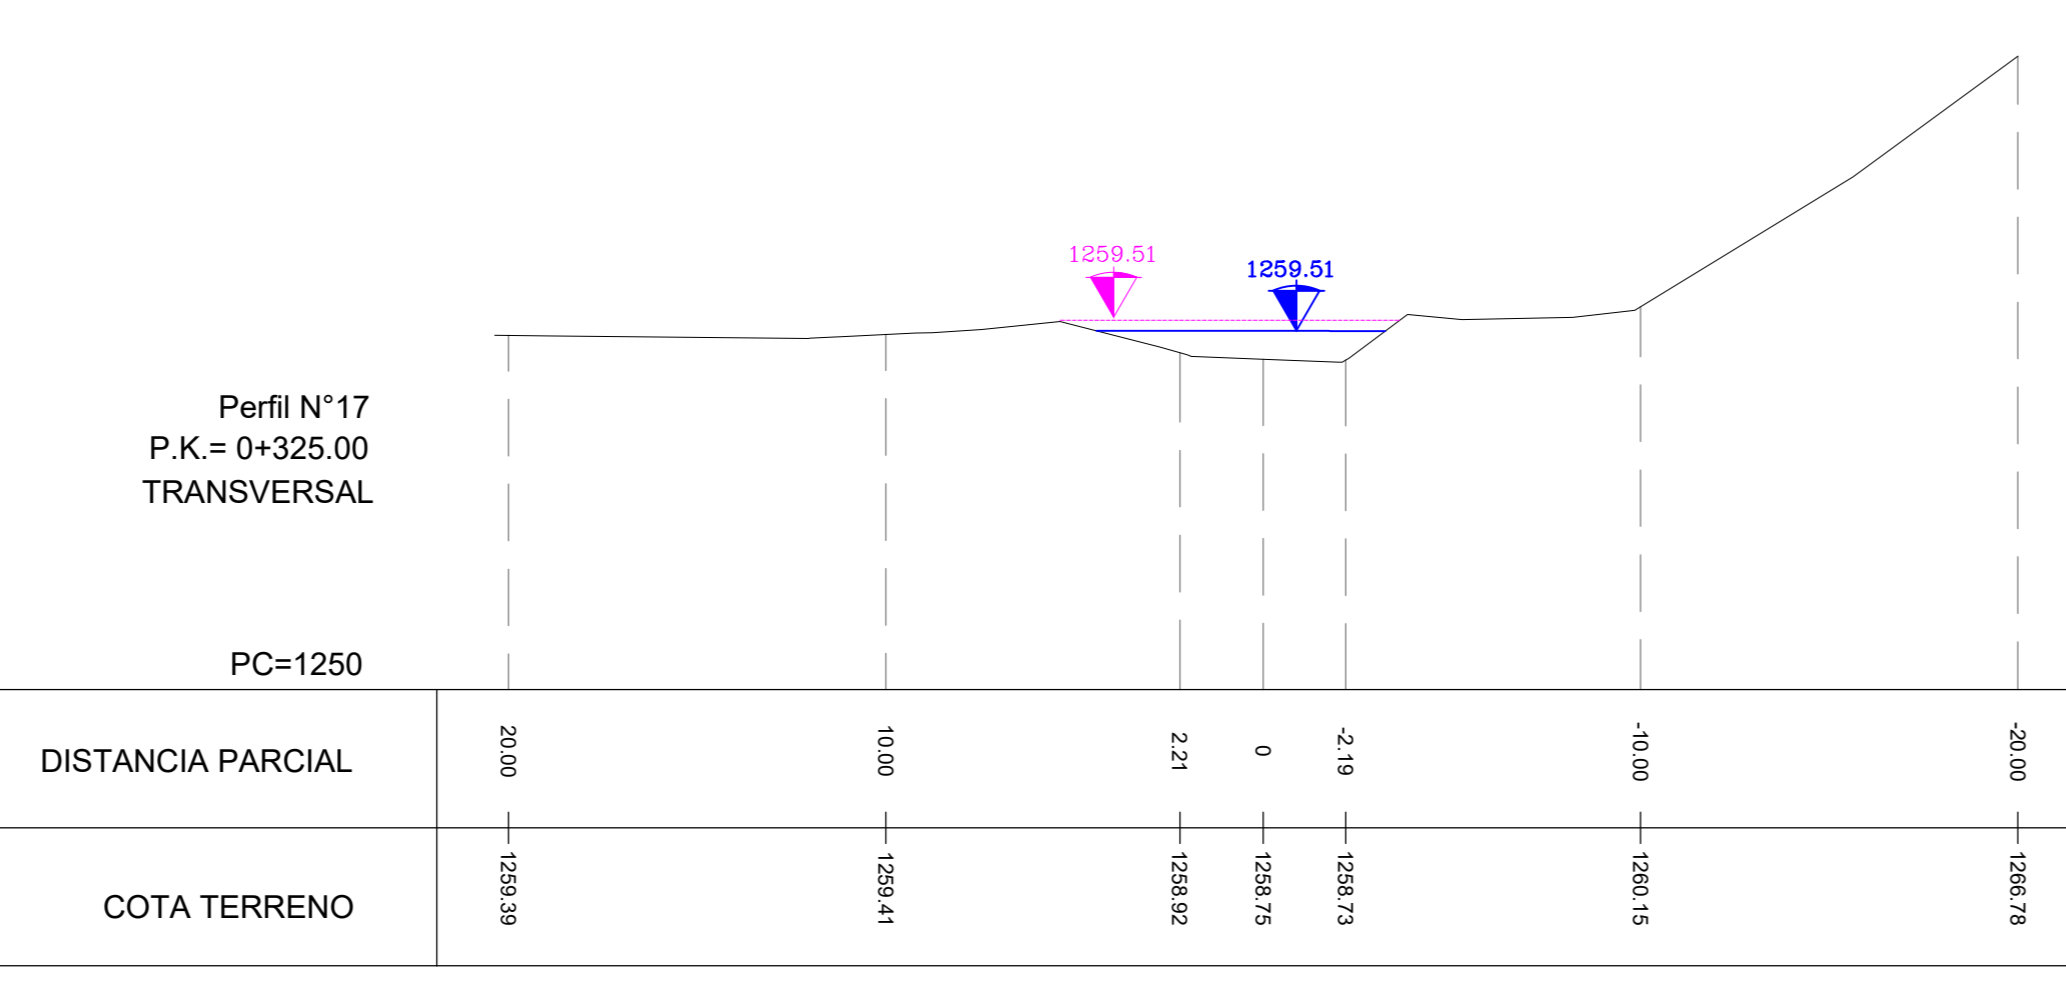 1259.51
1259.51
Perfil N°17
P.K.= 0+325.00
TRANSVERSAL
PC=1250
DISTANCIA PARCIAL 20.00 10.00 2.21 0 -2.19 -10.00 -20.00
COTA TERRENO 1259.39 1259.41 1258.92 1258.75 1258.73 1260.15 1266.78